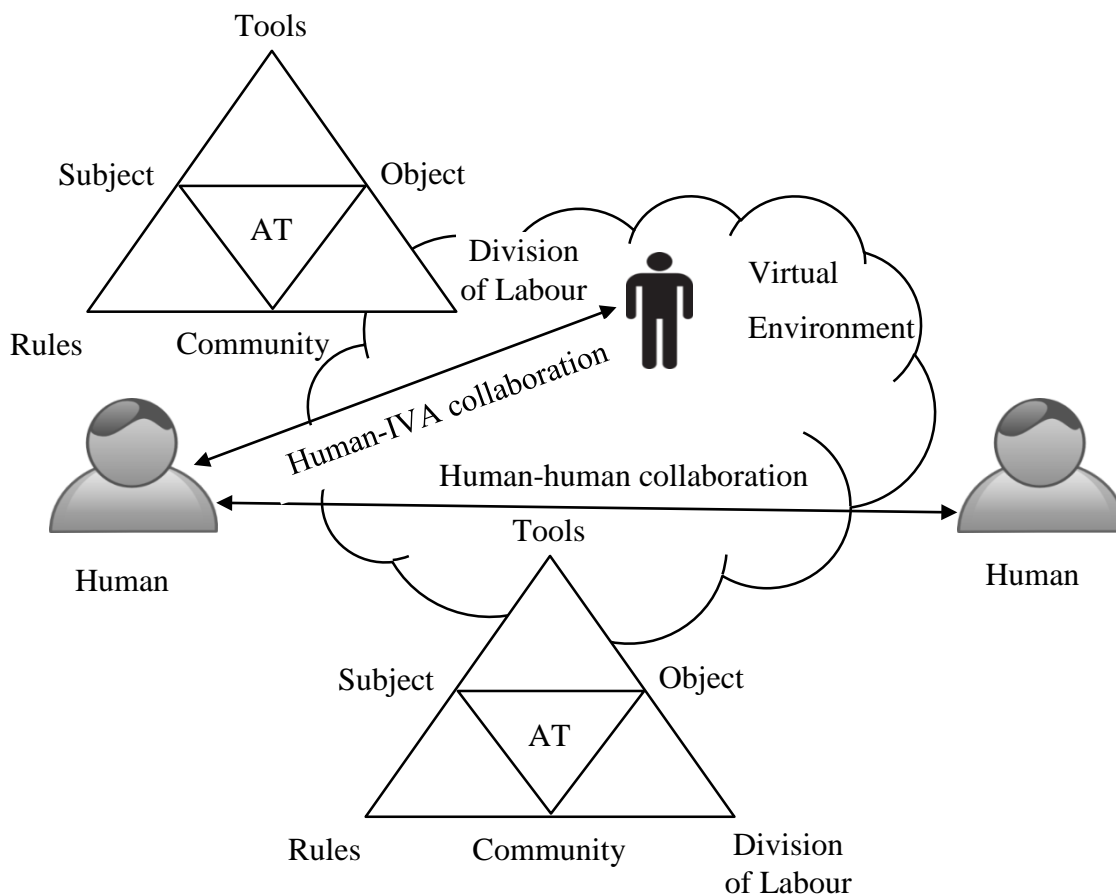 Tools
Subject
Object
AT
Division
of Labour
Rules
Community
Virtual
Environment
Human-IVA collaboration
Human-human collaboration
Human
Human
Tools
Subject
Object
AT
Rules
Community
Division
of Labour